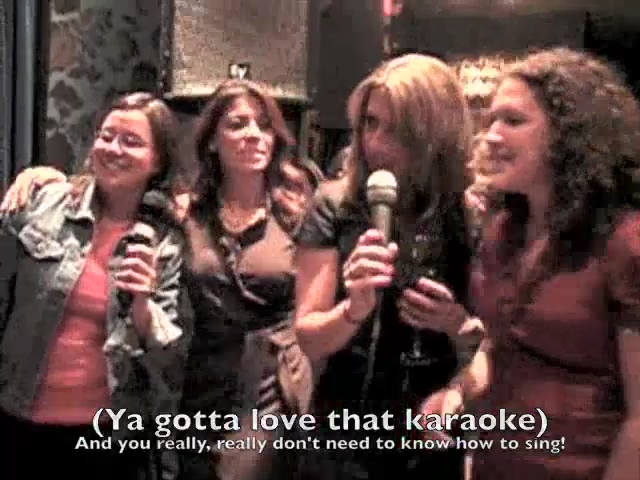 (Ya gotta love that karaoke)
And you really, really don't need to know how to sing!